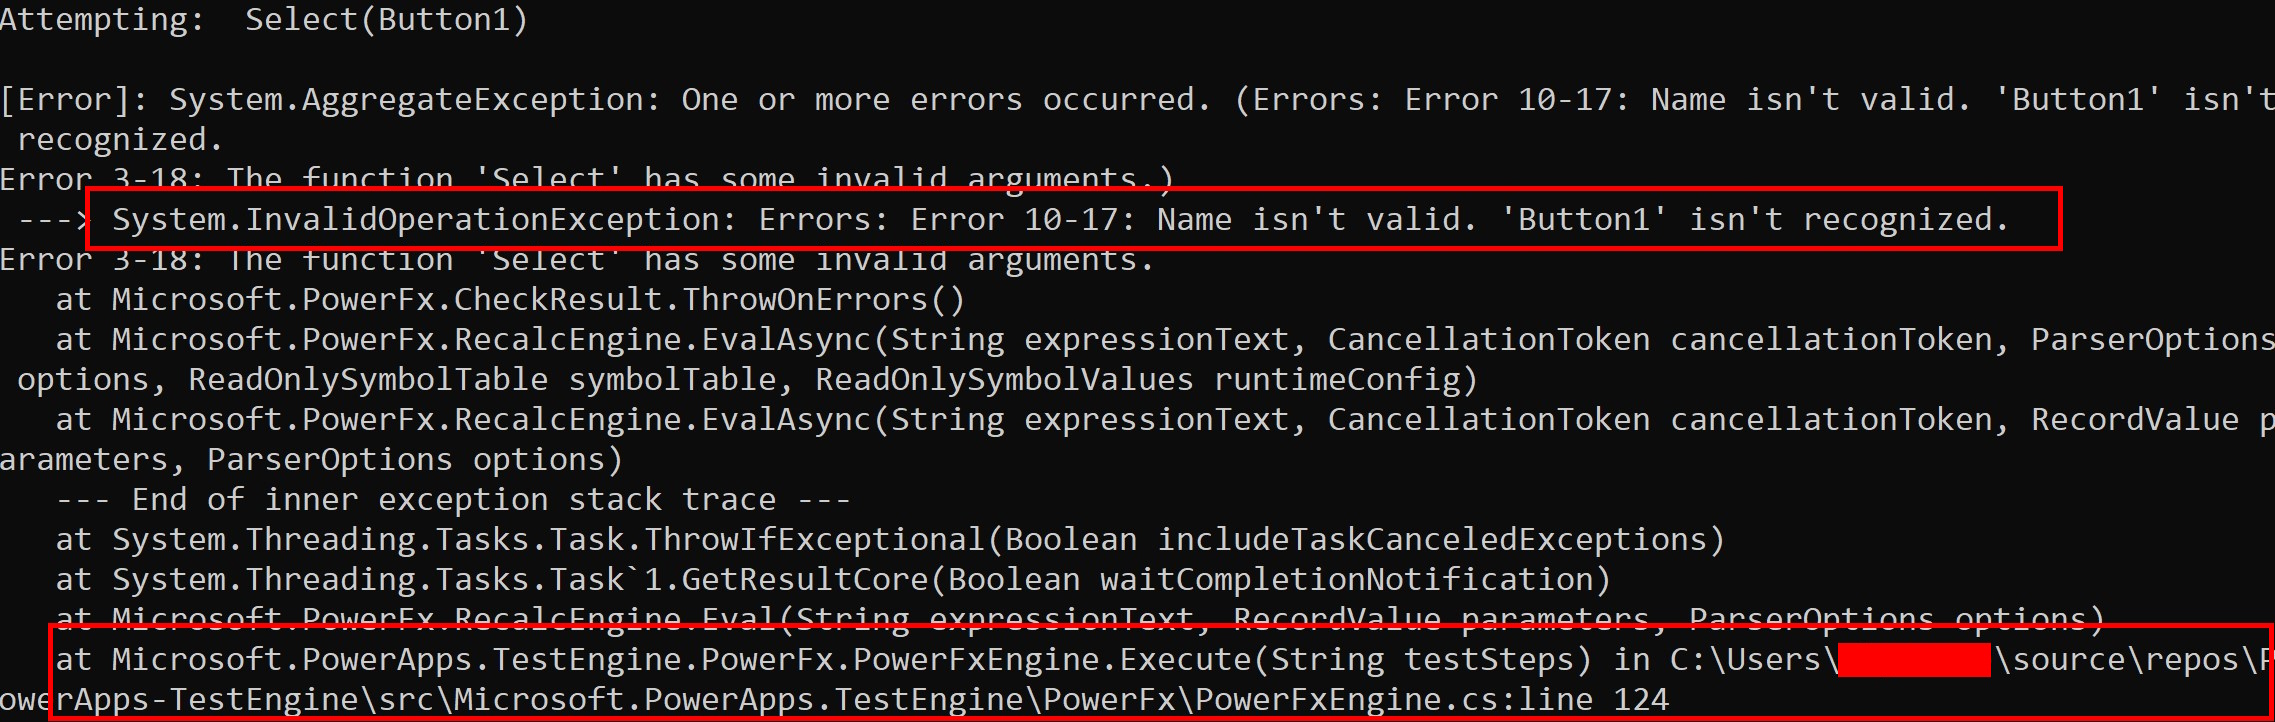 Attempting:  Select(Button1)
[Error]: System.AggregateException: One or more errors occurred. (Errors: Error 10-17: Name isn't valid. 'Button1' isn't
 recognized.
Error 3-18: The function 'Select' has some invalid arguments.)
 ---> System.InvalidOperationException: Errors: Error 10-17: Name isn't valid. 'Button1' isn't recognized.
Error 3-18: The function 'Select' has some invalid arguments.
   at Microsoft.PowerFx.CheckResult.ThrowOnErrors()
   at Microsoft.PowerFx.RecalcEngine.EvalAsync(String expressionText, CancellationToken cancellationToken, ParserOptions
 options, ReadOnlySymbolTable symbolTable, ReadOnlySymbolValues runtimeConfig)
   at Microsoft.PowerFx.RecalcEngine.EvalAsync(String expressionText, CancellationToken cancellationToken, RecordValue p
arameters, ParserOptions options)
   --- End of inner exception stack trace ---
   at System.Threading.Tasks.Task.ThrowIfExceptional(Boolean includeTaskCanceledExceptions)
   at System.Threading.Tasks.Task`1.GetResultCore(Boolean waitCompletionNotification)
   at Microsoft.PowerFx.RecalcEngine.Eval(String expressionText, RecordValue parameters, ParserOptions options)
   at Microsoft.PowerApps.TestEngine.PowerFx.PowerFxEngine.Execute(String testSteps) in C:\Users\ \source\repos\P
owerApps-TestEngine\src\Microsoft.PowerApps.TestEngine\PowerFx\PowerFxEngine.cs:line 124